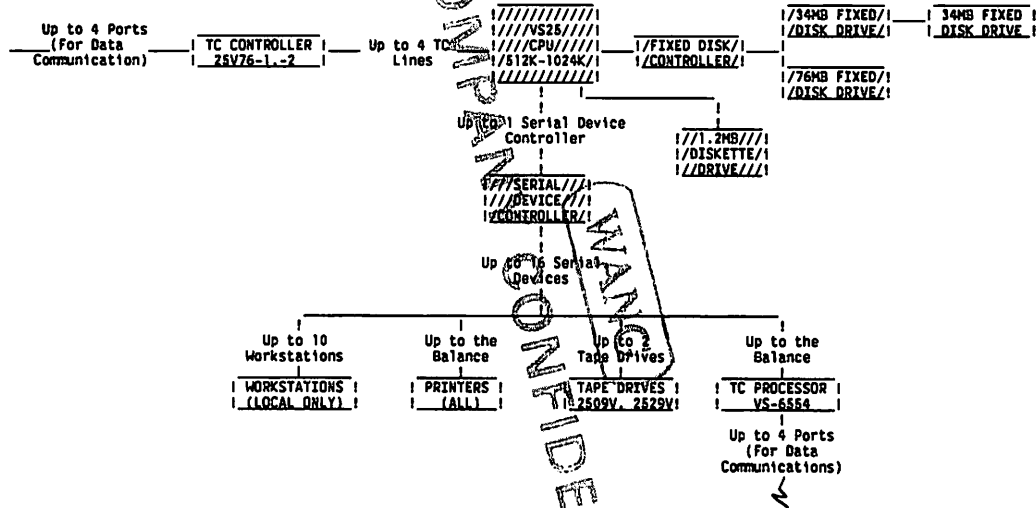 Up to 4 Ports
(For Data
Communication)
TC CONTROLLER
25V76-1.-2
Up to 4 TC
Lines
VS25
CPU
512K-1024K
FIXED DISK
CONTROLLER
34MB FIXED
DISK DRIVE
34MB FIXED
DISK DRIVE
76MB FIXED
DISK DRIVE
1.2MB
DISKETTE
DRIVE
Up to 1 Serial Device
Controller
SERIAL
DEVICE
CONTROLLER
Up to 16 Serial
Devices
Up to 10
Workstations
WORKSTATIONS
(LOCAL ONLY)
Up to the
Balance
PRINTERS
(ALL)
Up to 2
Tape Drives
TAPE DRIVES
2509V, 2529V
Up to the
Balance
TC PROCESSOR
VS-6554
Up to 4 Ports
(For Data
Communications)
OMPANY CONFIDE
WANG